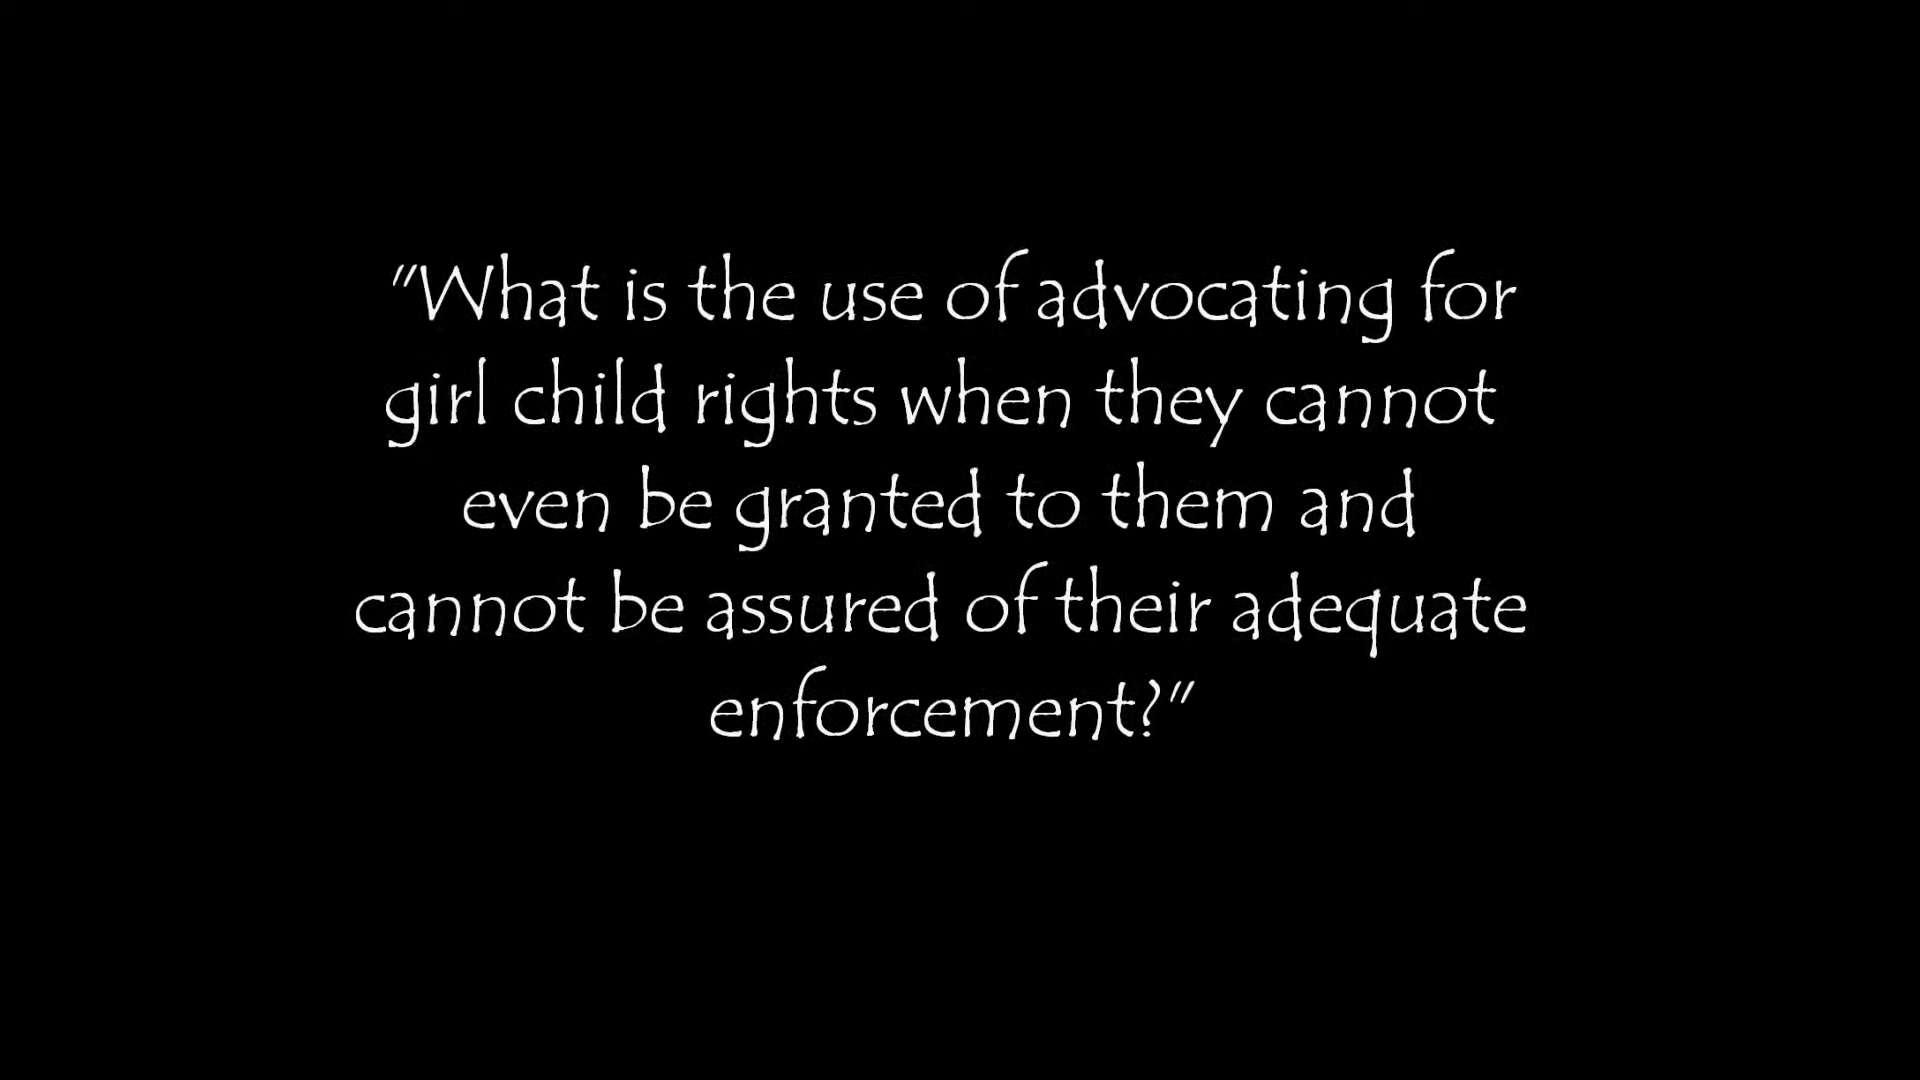 "What is the use of advocating for
girl child rights when they cannot
even be granted to them and
cannot be assured of their adequate
enforcement?"